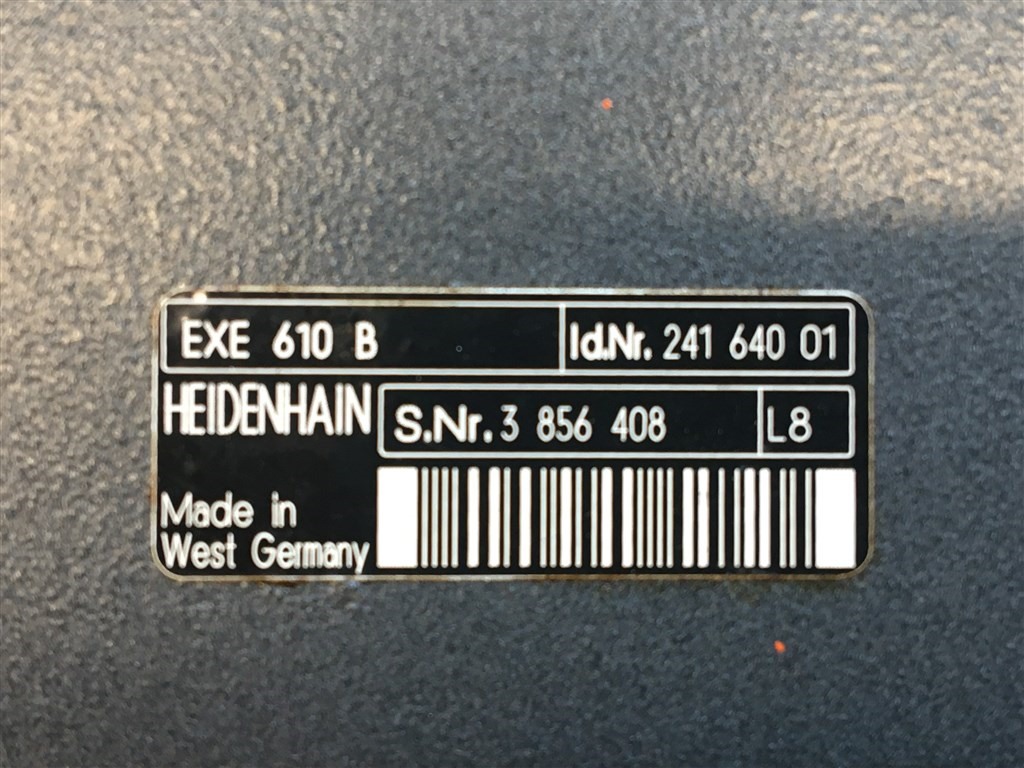 EXE 610 B Id.Nr. 241 640 01
HEIDENHAIN S.Nr. 3 856 408 L8
Made in
West Germany